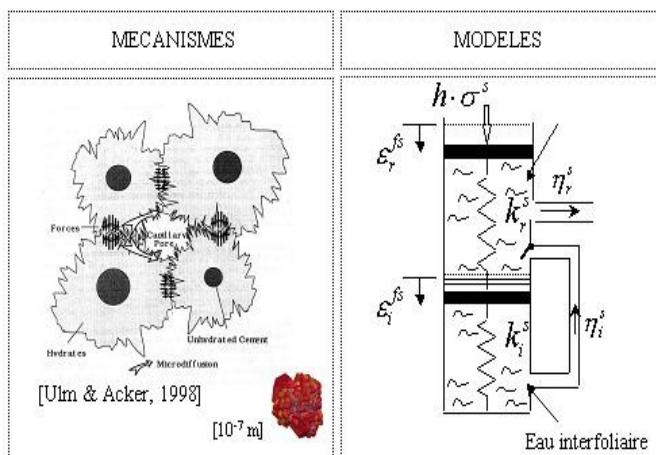 MECANISMES
MODELES
Forces
Capillary
Pore
Hydrates
Unhydrated Cement
Microdiffusion
[Ulm & Acker, 1998]
[10⁻⁷ m]
h·σˢ
εᵣᶠˢ
ηᵣˢ
kᵣˢ
εᵢᶠˢ
ηᵢˢ
kᵢˢ
Eau interfoliaire